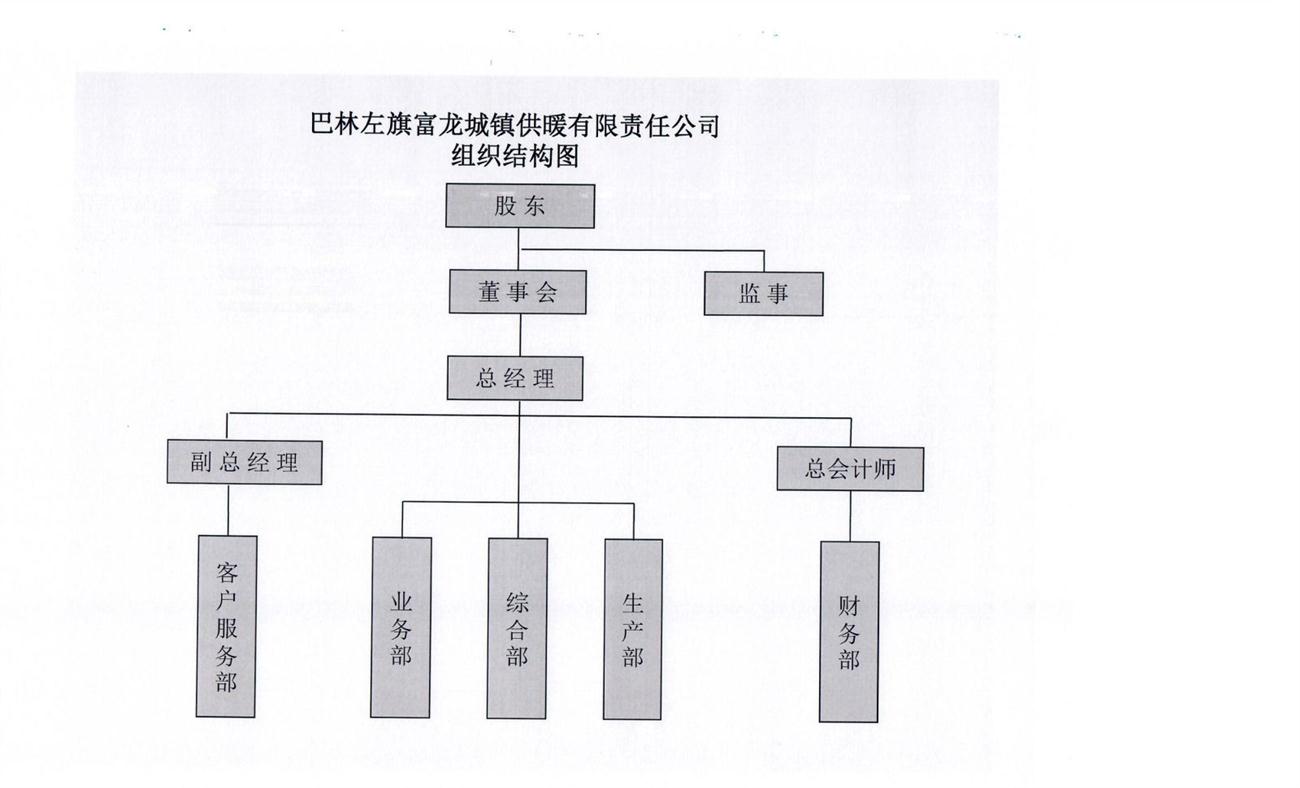 巴林左旗富龙城镇供暖有限责任公司
组织结构图
股东
董事会
监事
总经理
副总经理
总会计师
客户服务部
业务部
综合部
生产部
财务部